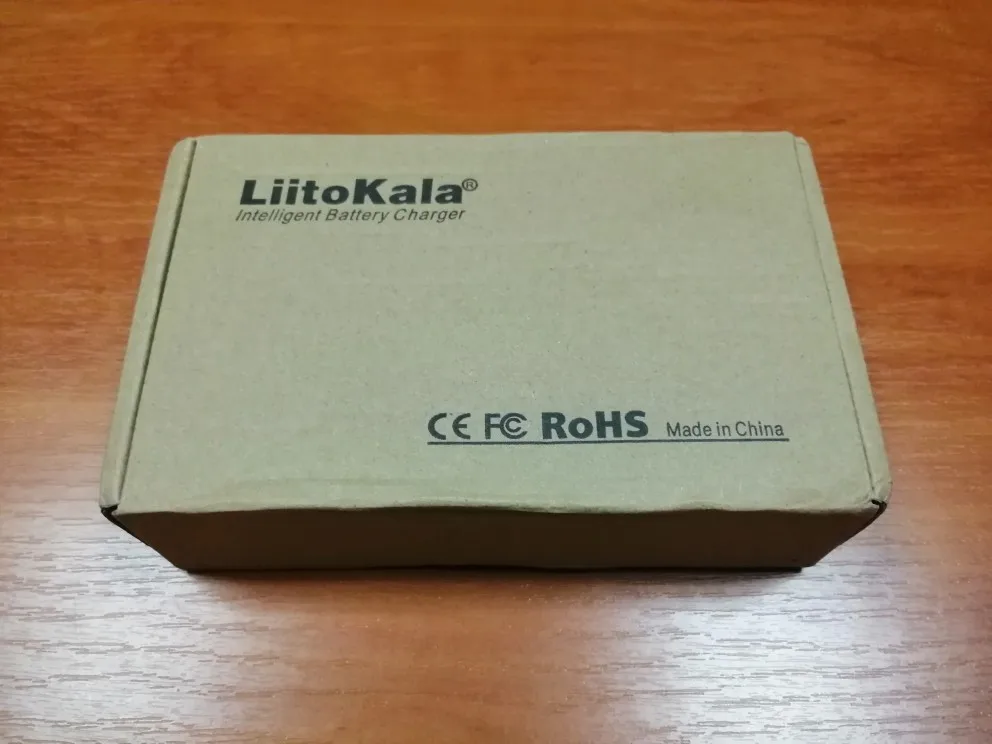 LiitoKala®
Intelligent Battery Charger
CE FC RoHS Made in China